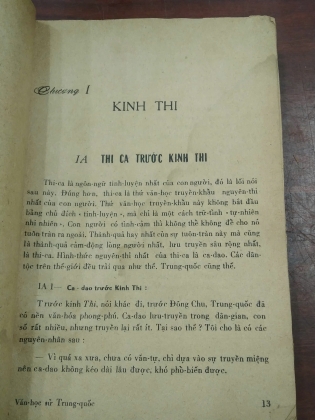 Chương I
KINH THI
IA THI CA TRƯỚC KINH THI
Thi-ca là ngôn-ngữ tinh-luyện nhất của con người, đó là lối nói
sau này. Đúng hơn, thi-ca là thứ văn-học truyền-khẩu nguyên-thỉ
nhất của con người. Thứ văn-học truyền-khẩu này không bắt đầu
bằng chủ đích «tinh-luyện», mà chỉ là một cách trữ-tình «tự-nhiên
nhi nhiên». Con người có tình-cảm thì không thể không để cho nó
tuôn tràn ra ngoài. Thành-quả hay nhất của sự tuôn-tràn này mà cũng
là thành-quả cảm-động lòng người nhất, lưu truyền sâu rộng nhất,
là thi-ca. Hình-thức nguyên-thỉ nhất của thi-ca là ca-dao. Các dân-
tộc trên thế-giới đều trải qua như thế. Trung-quốc cũng thế.
IA 1— Ca-dao trước Kinh Thi :
Trước kinh Thi, nói khác đi, trước Đông Chu, Trung-quốc đã
có nền văn-hóa phong-phú. Ca-dao lưu-truyền trong dân-gian, con
số rất nhiều, nhưng truyền lại rất ít. Tại sao thế ? Tôi cho là có các
nguyên-nhân sau :
— Vì quá xa xưa, chưa có văn-tự, chỉ dựa vào sự truyền miệng
nên ca-dao không kéo dài lâu được, khó phổ-biến được.
Văn-học sử Trung-quốc
13